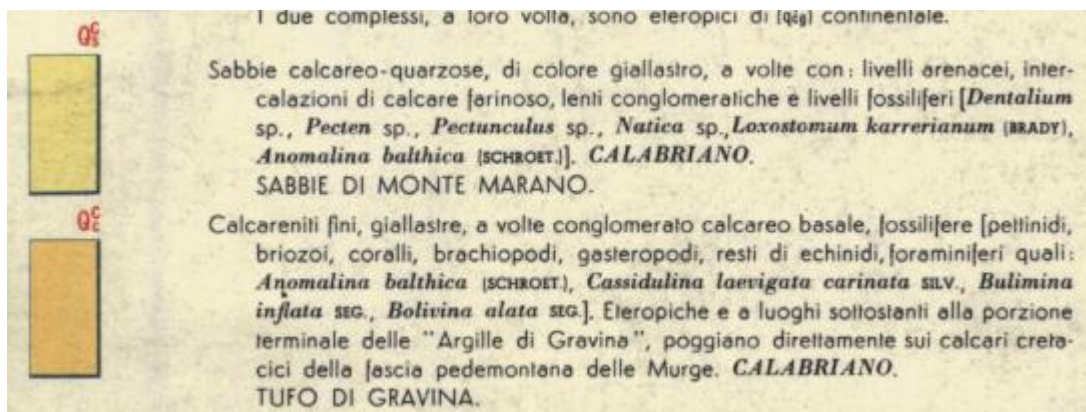 I due complessi, a loro volta, sono eteropici di (qcg) continentale.
Qcs
Sabbie calcareo-quarzose, di colore giallastro, a volte con: livelli arenacei, inter-
calazioni di calcare farinoso, lenti conglomeratiche e livelli fossiliferi [Dentalium
sp., Pecten sp., Pectunculus sp., Natica sp., Loxostomum karrerianum (BRADY),
Anomalina balthica (SCHROET.)]. CALABRIANO.
SABBIE DI MONTE MARANO.
Qcc
Calcareniti fini, giallastre, a volte conglomerato calcareo basale, fossilifere [pettinidi,
briozoi, coralli, brachiopodi, gasteropodi, resti di echinidi, foraminiferi quali:
Anomalina balthica (SCHROET.), Cassidulina laevigata carinata SILV., Bulimina
inflata SEG., Bolivina alata SEG.]. Eteropiche e a luoghi sottostanti alla porzione
terminale delle "Argille di Gravina", poggiano direttamente sui calcari creta-
cici della fascia pedemontana delle Murge. CALABRIANO.
TUFO DI GRAVINA.